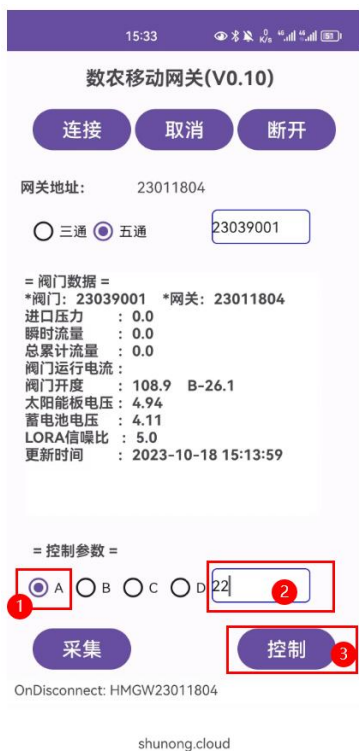 15:33
0 K/s 4G 5G 51
数农移动网关(V0.10)
连接 取消 断开
网关地址: 23011804
三通 五通 23039001
= 阀门数据 =
*阀门: 23039001 *网关: 23011804
进口压力 : 0.0
瞬时流量 : 0.0
总累计流量 : 0.0
阀门运行电流 :
阀门开度 : 108.9 B-26.1
太阳能板电压 : 4.94
蓄电池电压 : 4.11
LORA信噪比 : 5.0
更新时间 : 2023-10-18 15:13:59
= 控制参数 =
A B C D 22
1 2
采集 控制 3
OnDisconnect: HMGW23011804
shunong.cloud